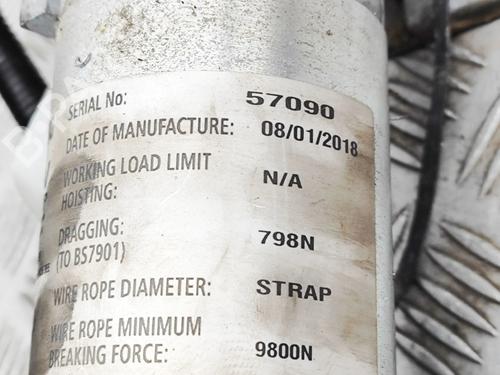 SERIAL No: 57090
DATE OF MANUFACTURE: 08/01/2018
WORKING LOAD LIMIT
HOISTING: N/A
DRAGGING: 798N
(TO BS7901)
WIRE ROPE DIAMETER: STRAP
WIRE ROPE MINIMUM
BREAKING FORCE: 9800N